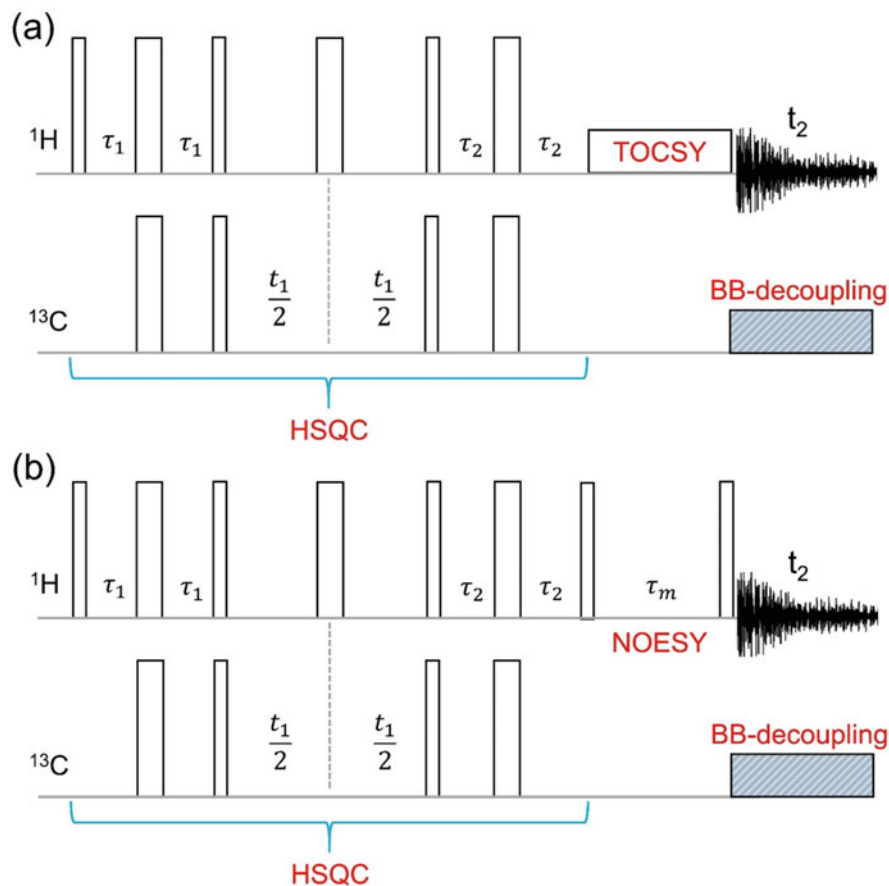 (a)
¹H τ₁ τ₁ τ₂ τ₂ TOCSY t₂
¹³C t₁/2 t₁/2 BB-decoupling
HSQC
(b)
¹H τ₁ τ₁ τ₂ τ₂ τₘ t₂
NOESY
¹³C t₁/2 t₁/2 BB-decoupling
HSQC